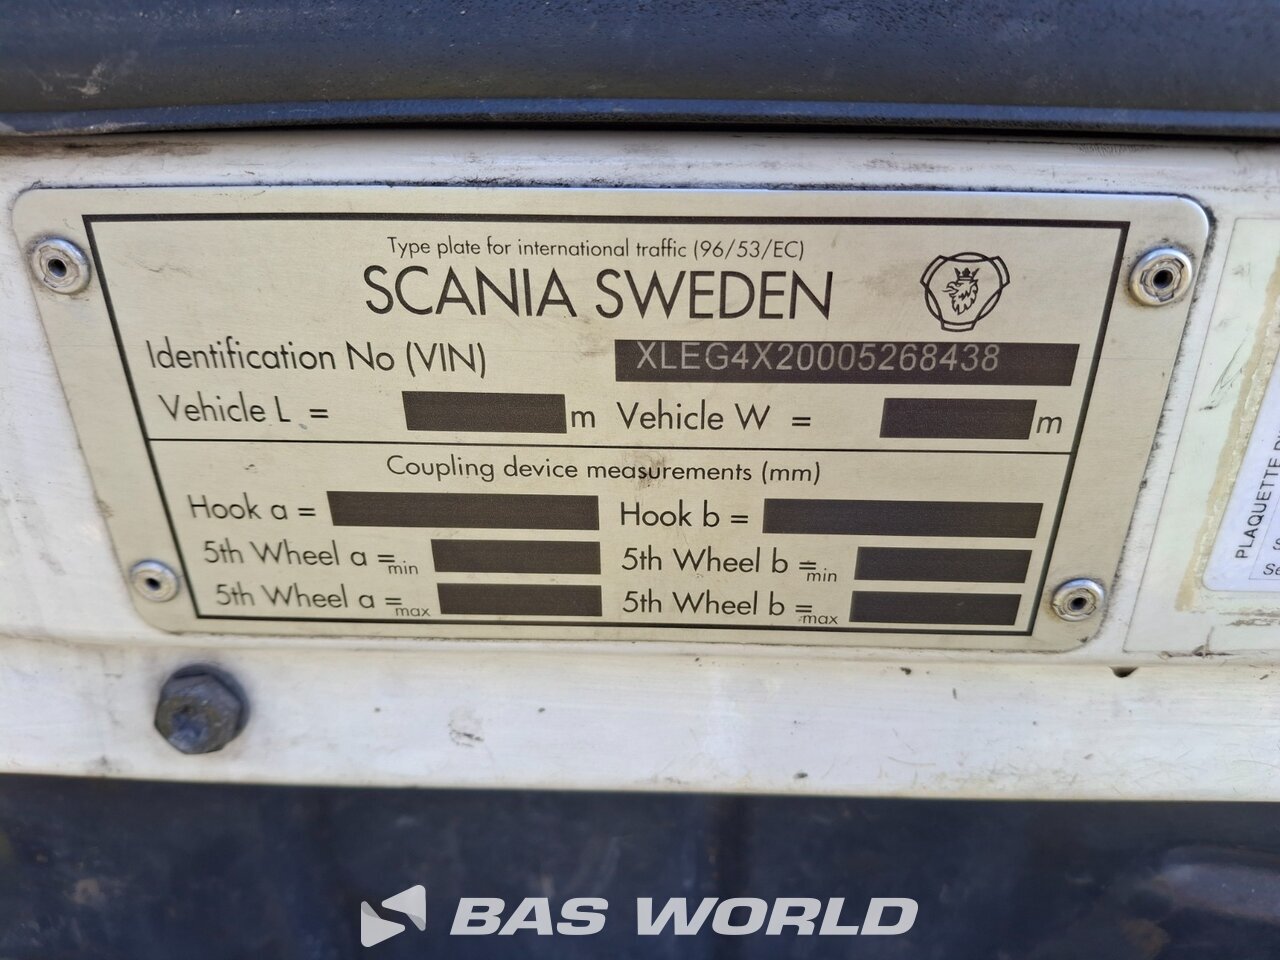 Type plate for international traffic (96/53/EC)
SCANIA SWEDEN
Identification No (VIN) XLEG4X20005268438
Vehicle L = m Vehicle W = m
Coupling device measurements (mm)
Hook a = Hook b =
5th Wheel a =min 5th Wheel b =min
5th Wheel a =max 5th Wheel b =max
PLAQUETTE
BAS WORLD